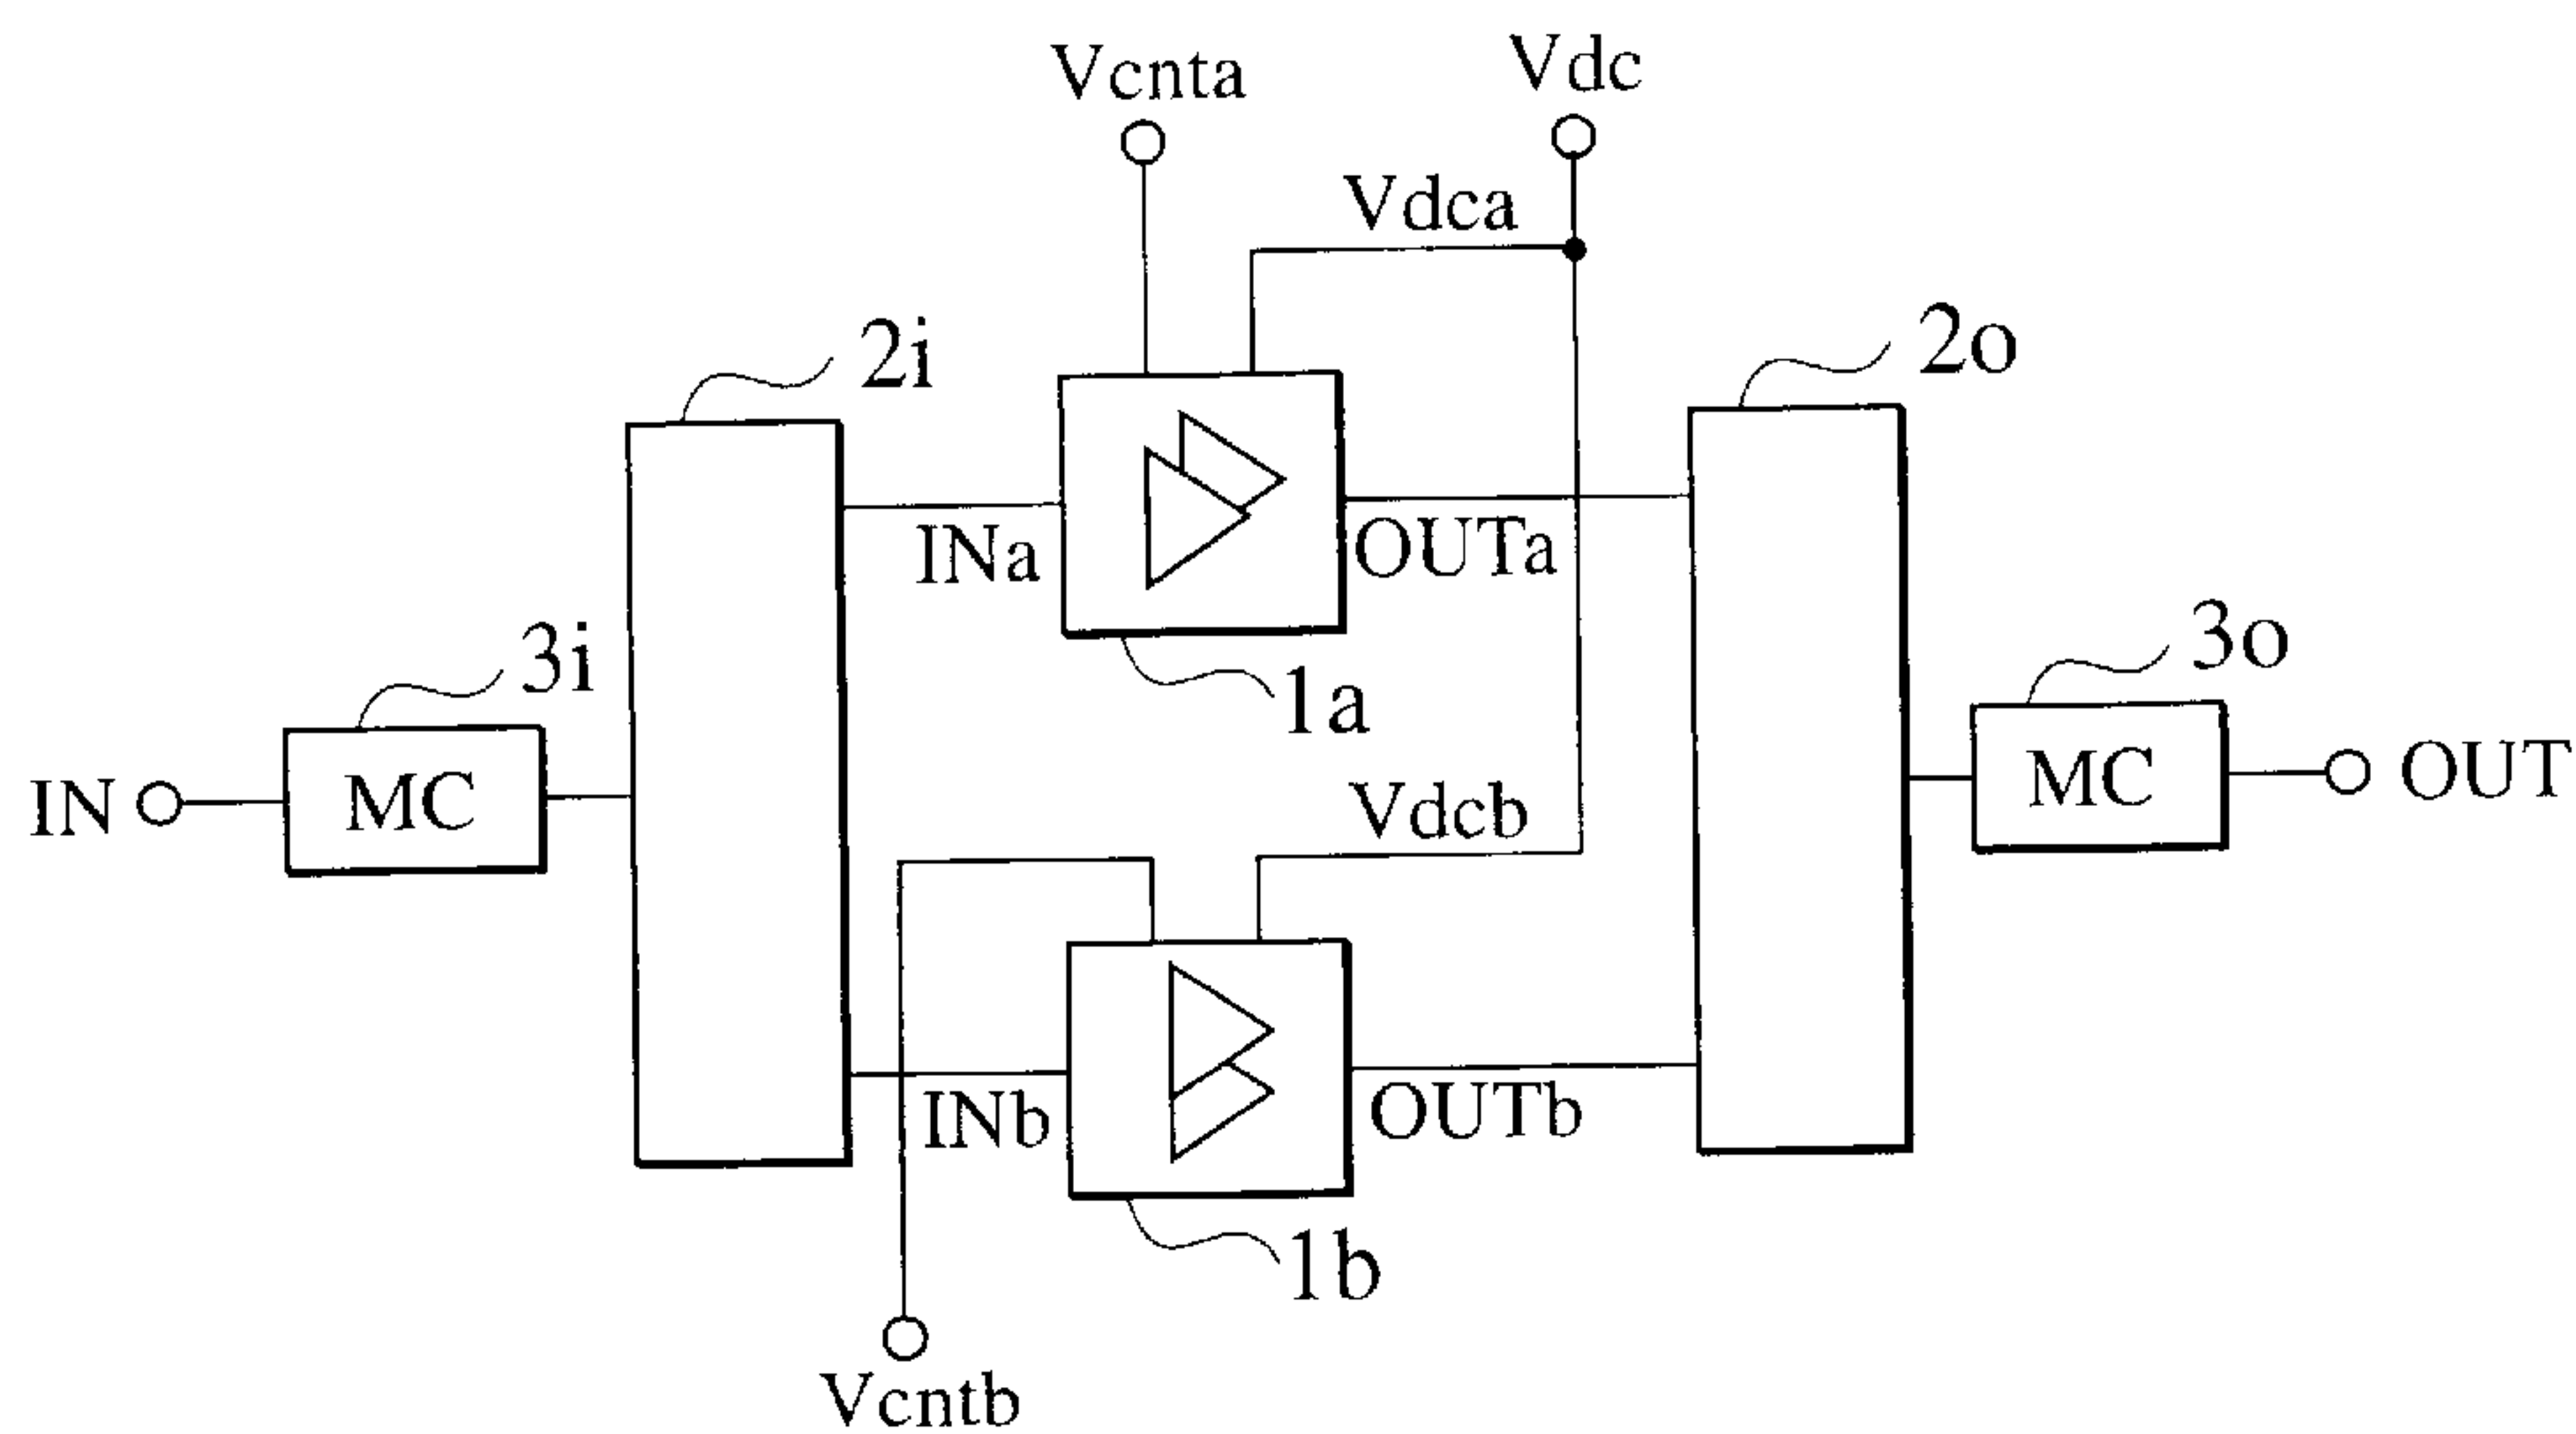 Vcnta
Vdc
Vdca
2i
2o
INa
OUTa
3i
1a
3o
IN
MC
MC
OUT
Vdcb
INb
OUTb
1b
Vcntb